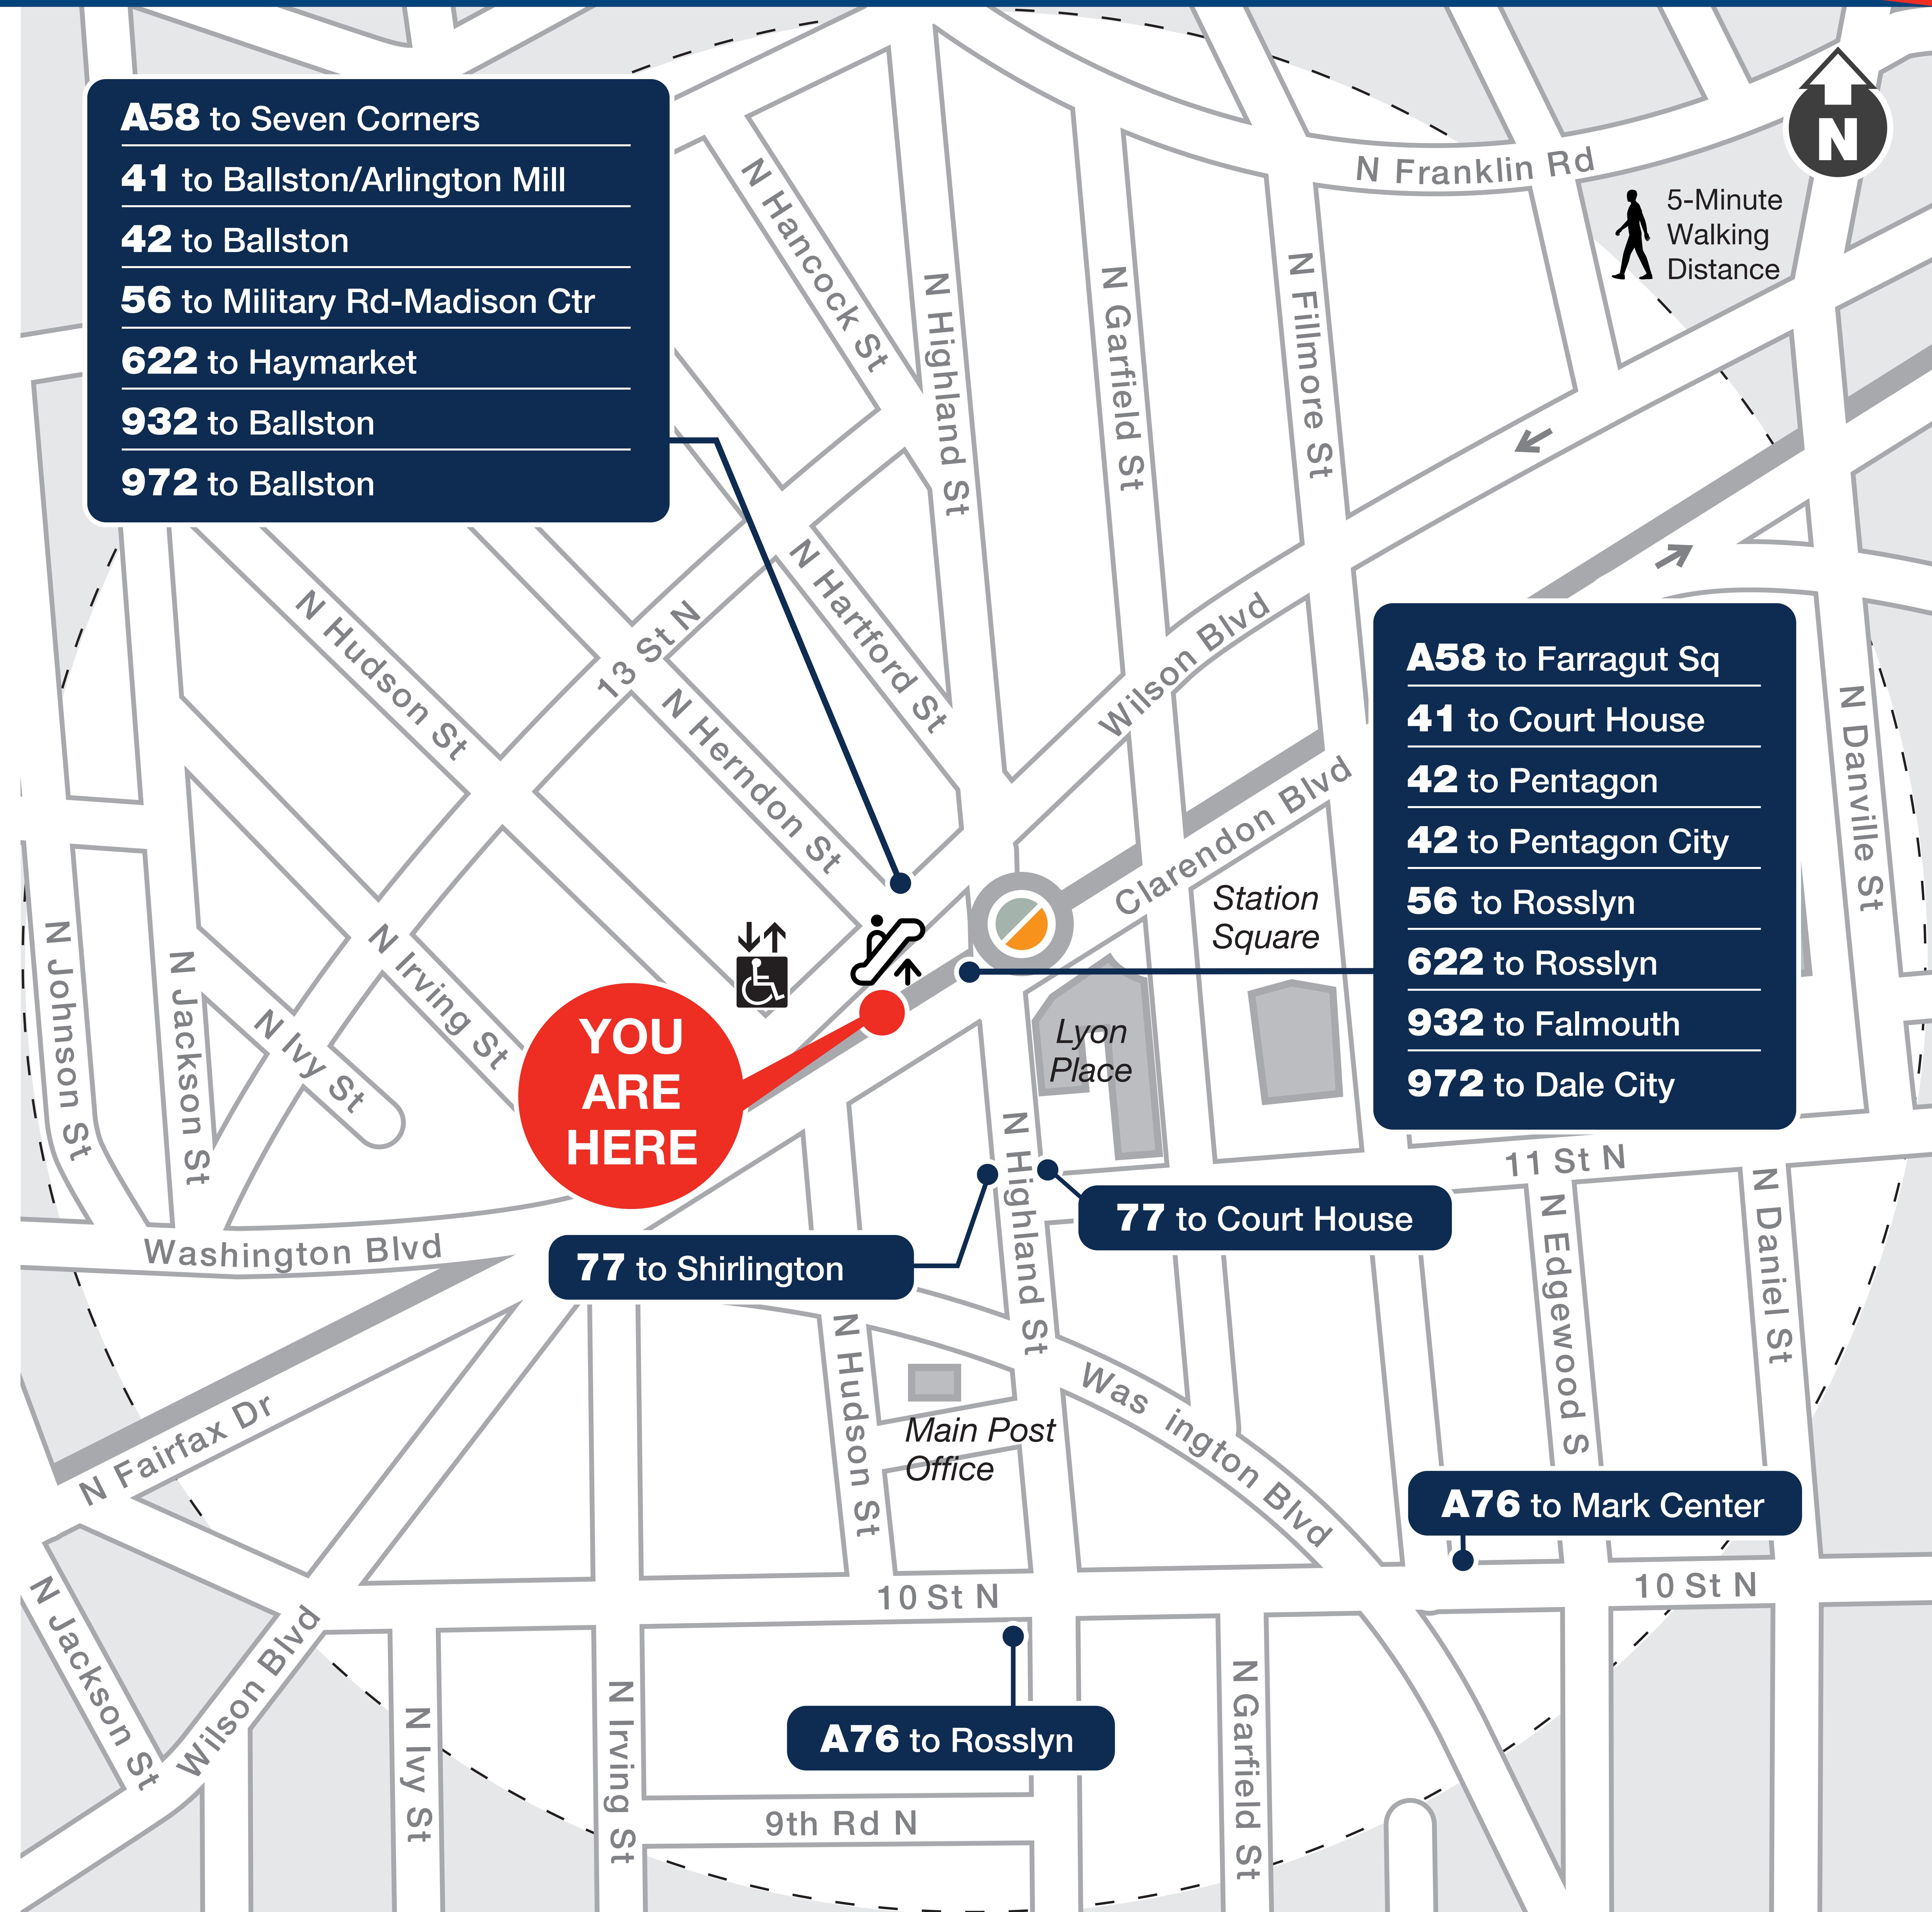 A58 to Seven Corners
41 to Ballston/Arlington Mill
42 to Ballston
56 to Military Rd-Madison Ctr
622 to Haymarket
932 to Ballston
972 to Ballston
N
5-Minute
Walking
Distance
N Franklin Rd
N Hancock St
N Highland St
N Garfield St
N Fillmore St
N Hudson St
13 St N
N Hartford St
N Herndon St
Wilson Blvd
Clarendon Blvd
A58 to Farragut Sq
41 to Court House
42 to Pentagon
42 to Pentagon City
56 to Rosslyn
622 to Rosslyn
932 to Falmouth
972 to Dale City
N Danville St
Station
Square
Lyon
Place
N Johnson St
N Jackson St
N Ivy St
N Irving St
YOU
ARE
HERE
N Highland St
11 St N
77 to Court House
77 to Shirlington
Washington Blvd
N Edgewood S
N Daniel St
N Fairfax Dr
N Hudson St
Main Post
Office
Was ington Blvd
A76 to Mark Center
10 St N
10 St N
N Jackson St
Wilson Blvd
N Ivy St
N Irving St
A76 to Rosslyn
N Garfield St
9th Rd N